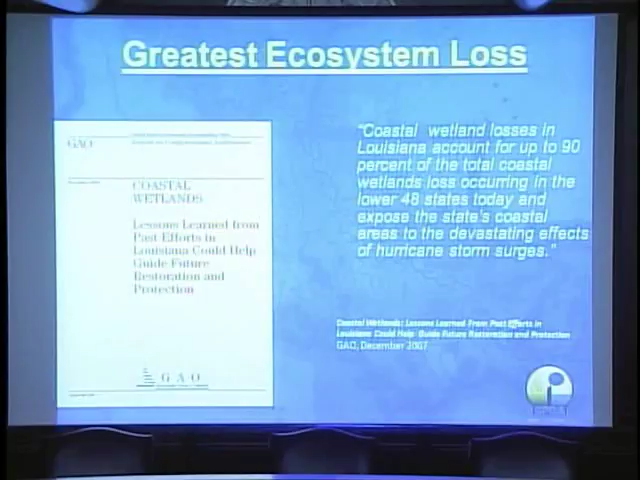 Greatest Ecosystem Loss
GAO
COASTAL
WETLANDS
Lessons Learned from
Past Efforts in
Louisiana Could Help
Guide Future
Restoration and
Protection
G A O
"Coastal wetland losses in
Louisiana account for up to 90
percent of the total coastal
wetlands loss occurring in the
lower 48 states today and
expose the state's coastal
areas to the devastating effects
of hurricane storm surges."
Coastal Wetlands: Lessons Learned From Past Efforts in
Louisiana Could Help Guide Future Restoration and Protection
GAO, December 2007